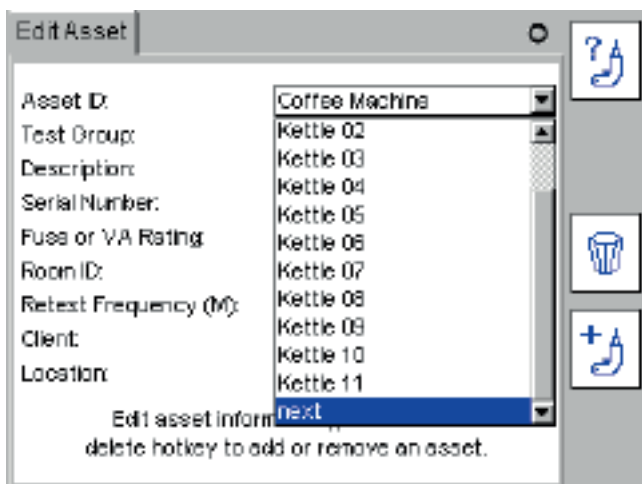 Edit Asset
?
Asset ID: Coffee Machine
Test Group: Kettle 02
Kettle 03
Description: Kettle 04
Serial Number: Kettle 05
Fuse or VA Rating: Kettle 06
Room ID: Kettle 07
Kettle 08
Retest Frequency (M): Kettle 09
Client: Kettle 10
Location: Kettle 11
next
Edit asset inform
delete hotkey to add or remove an asset.
+